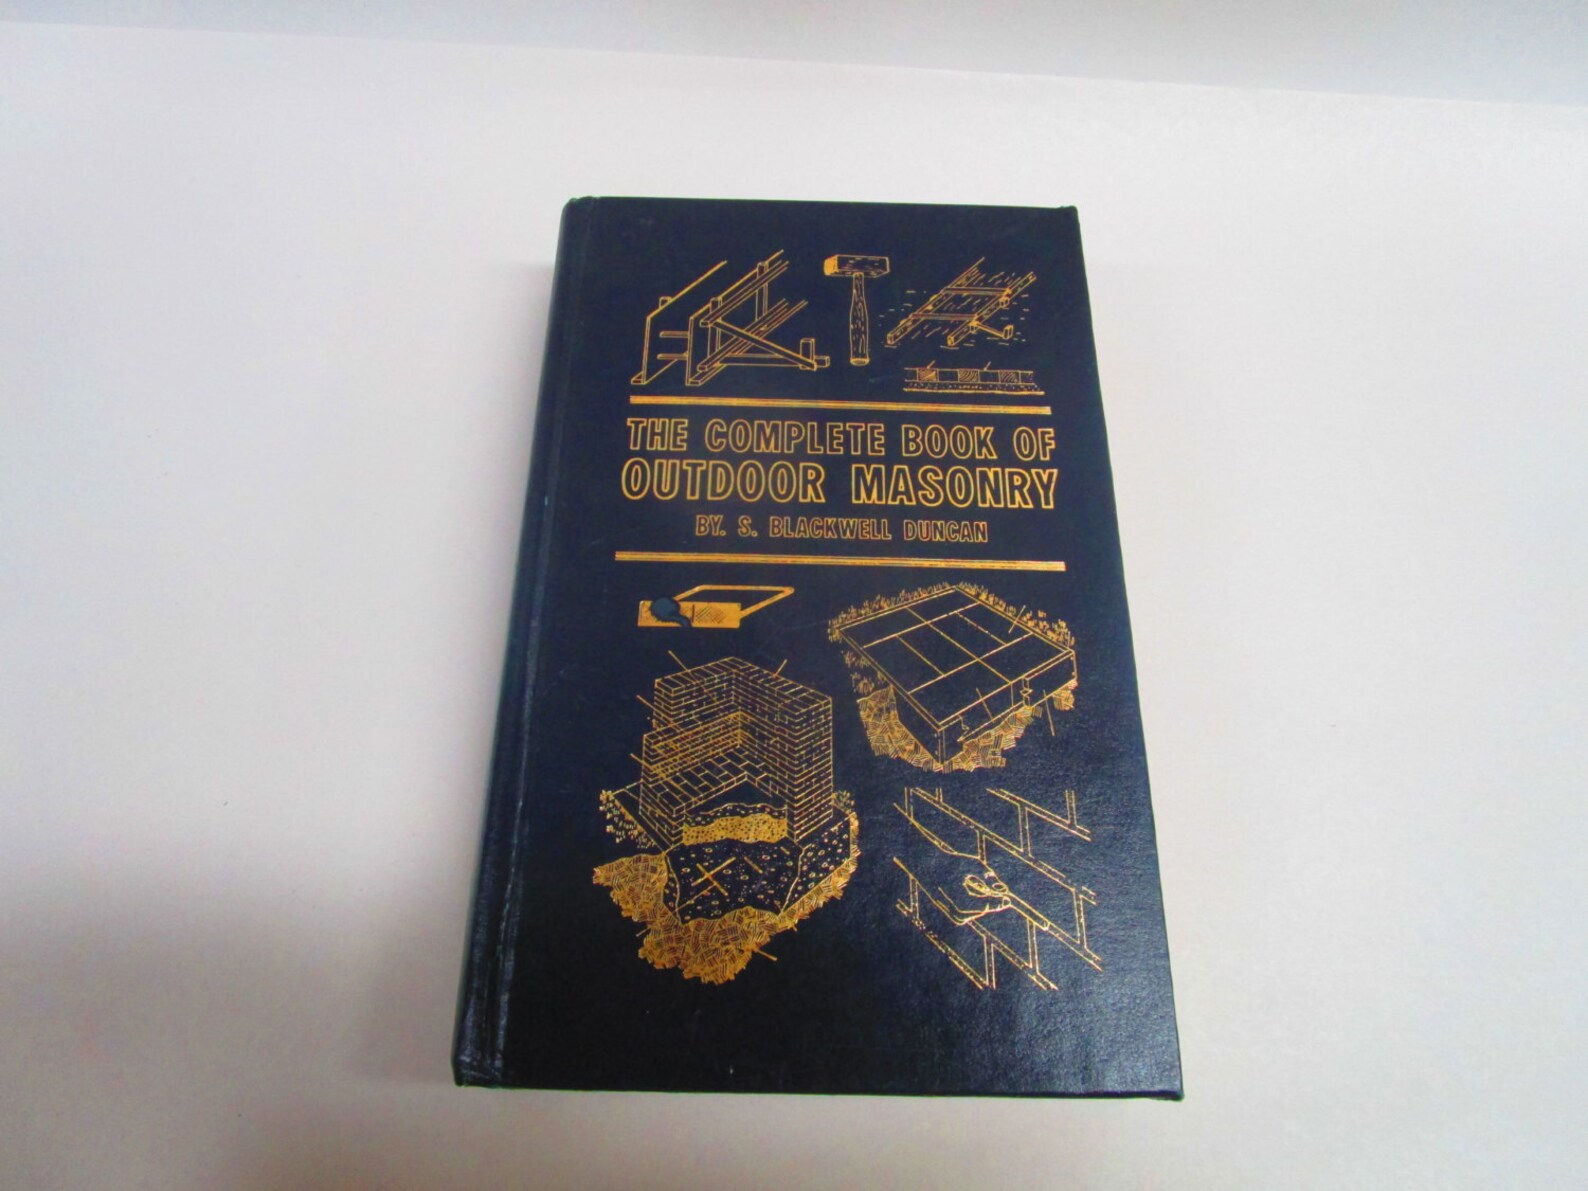 THE COMPLETE BOOK OF
OUTDOOR MASONRY
BY. S. BLACKWELL DUNCAN